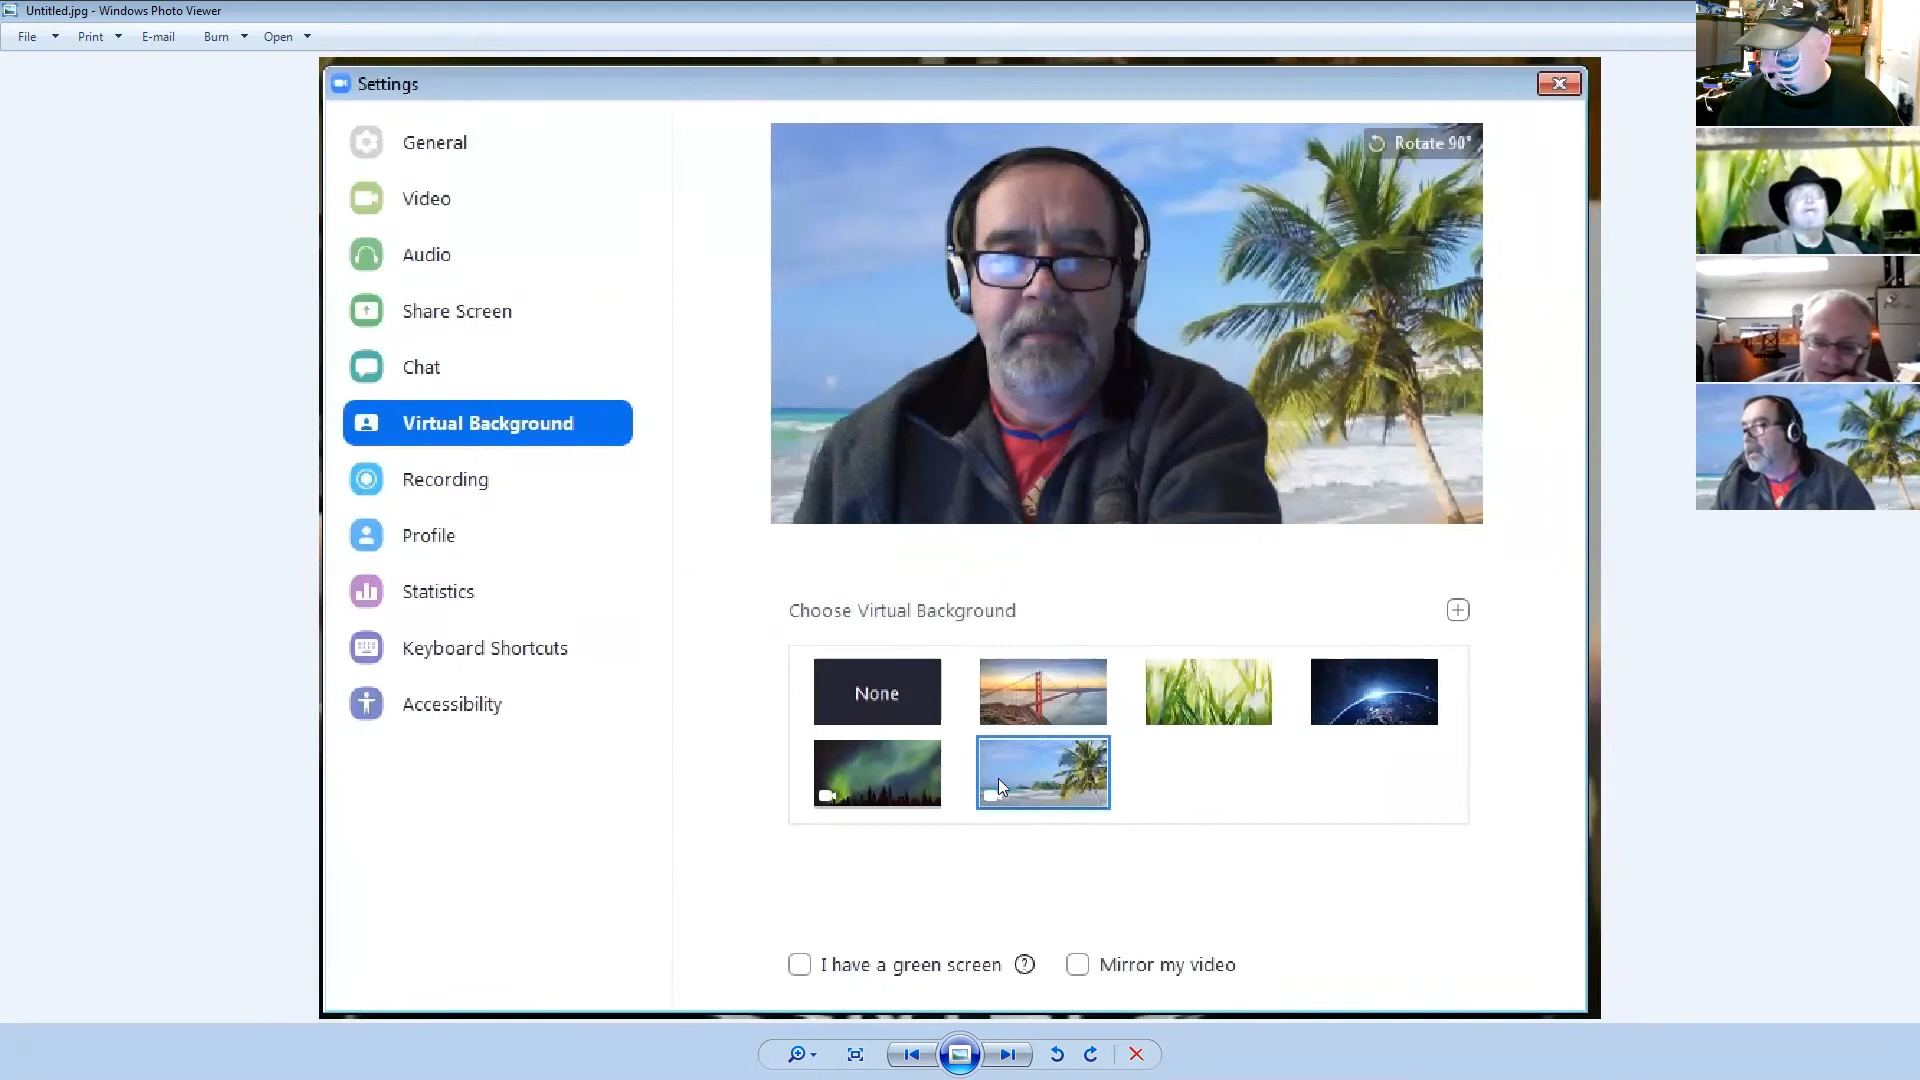 Untitled.jpg - Windows Photo Viewer
File Print E-mail Burn Open
Settings
General
Video
Audio
Share Screen
Chat
Virtual Background
Recording
Profile
Statistics
Keyboard Shortcuts
Accessibility
Rotate 90°
Choose Virtual Background
None
I have a green screen
Mirror my video